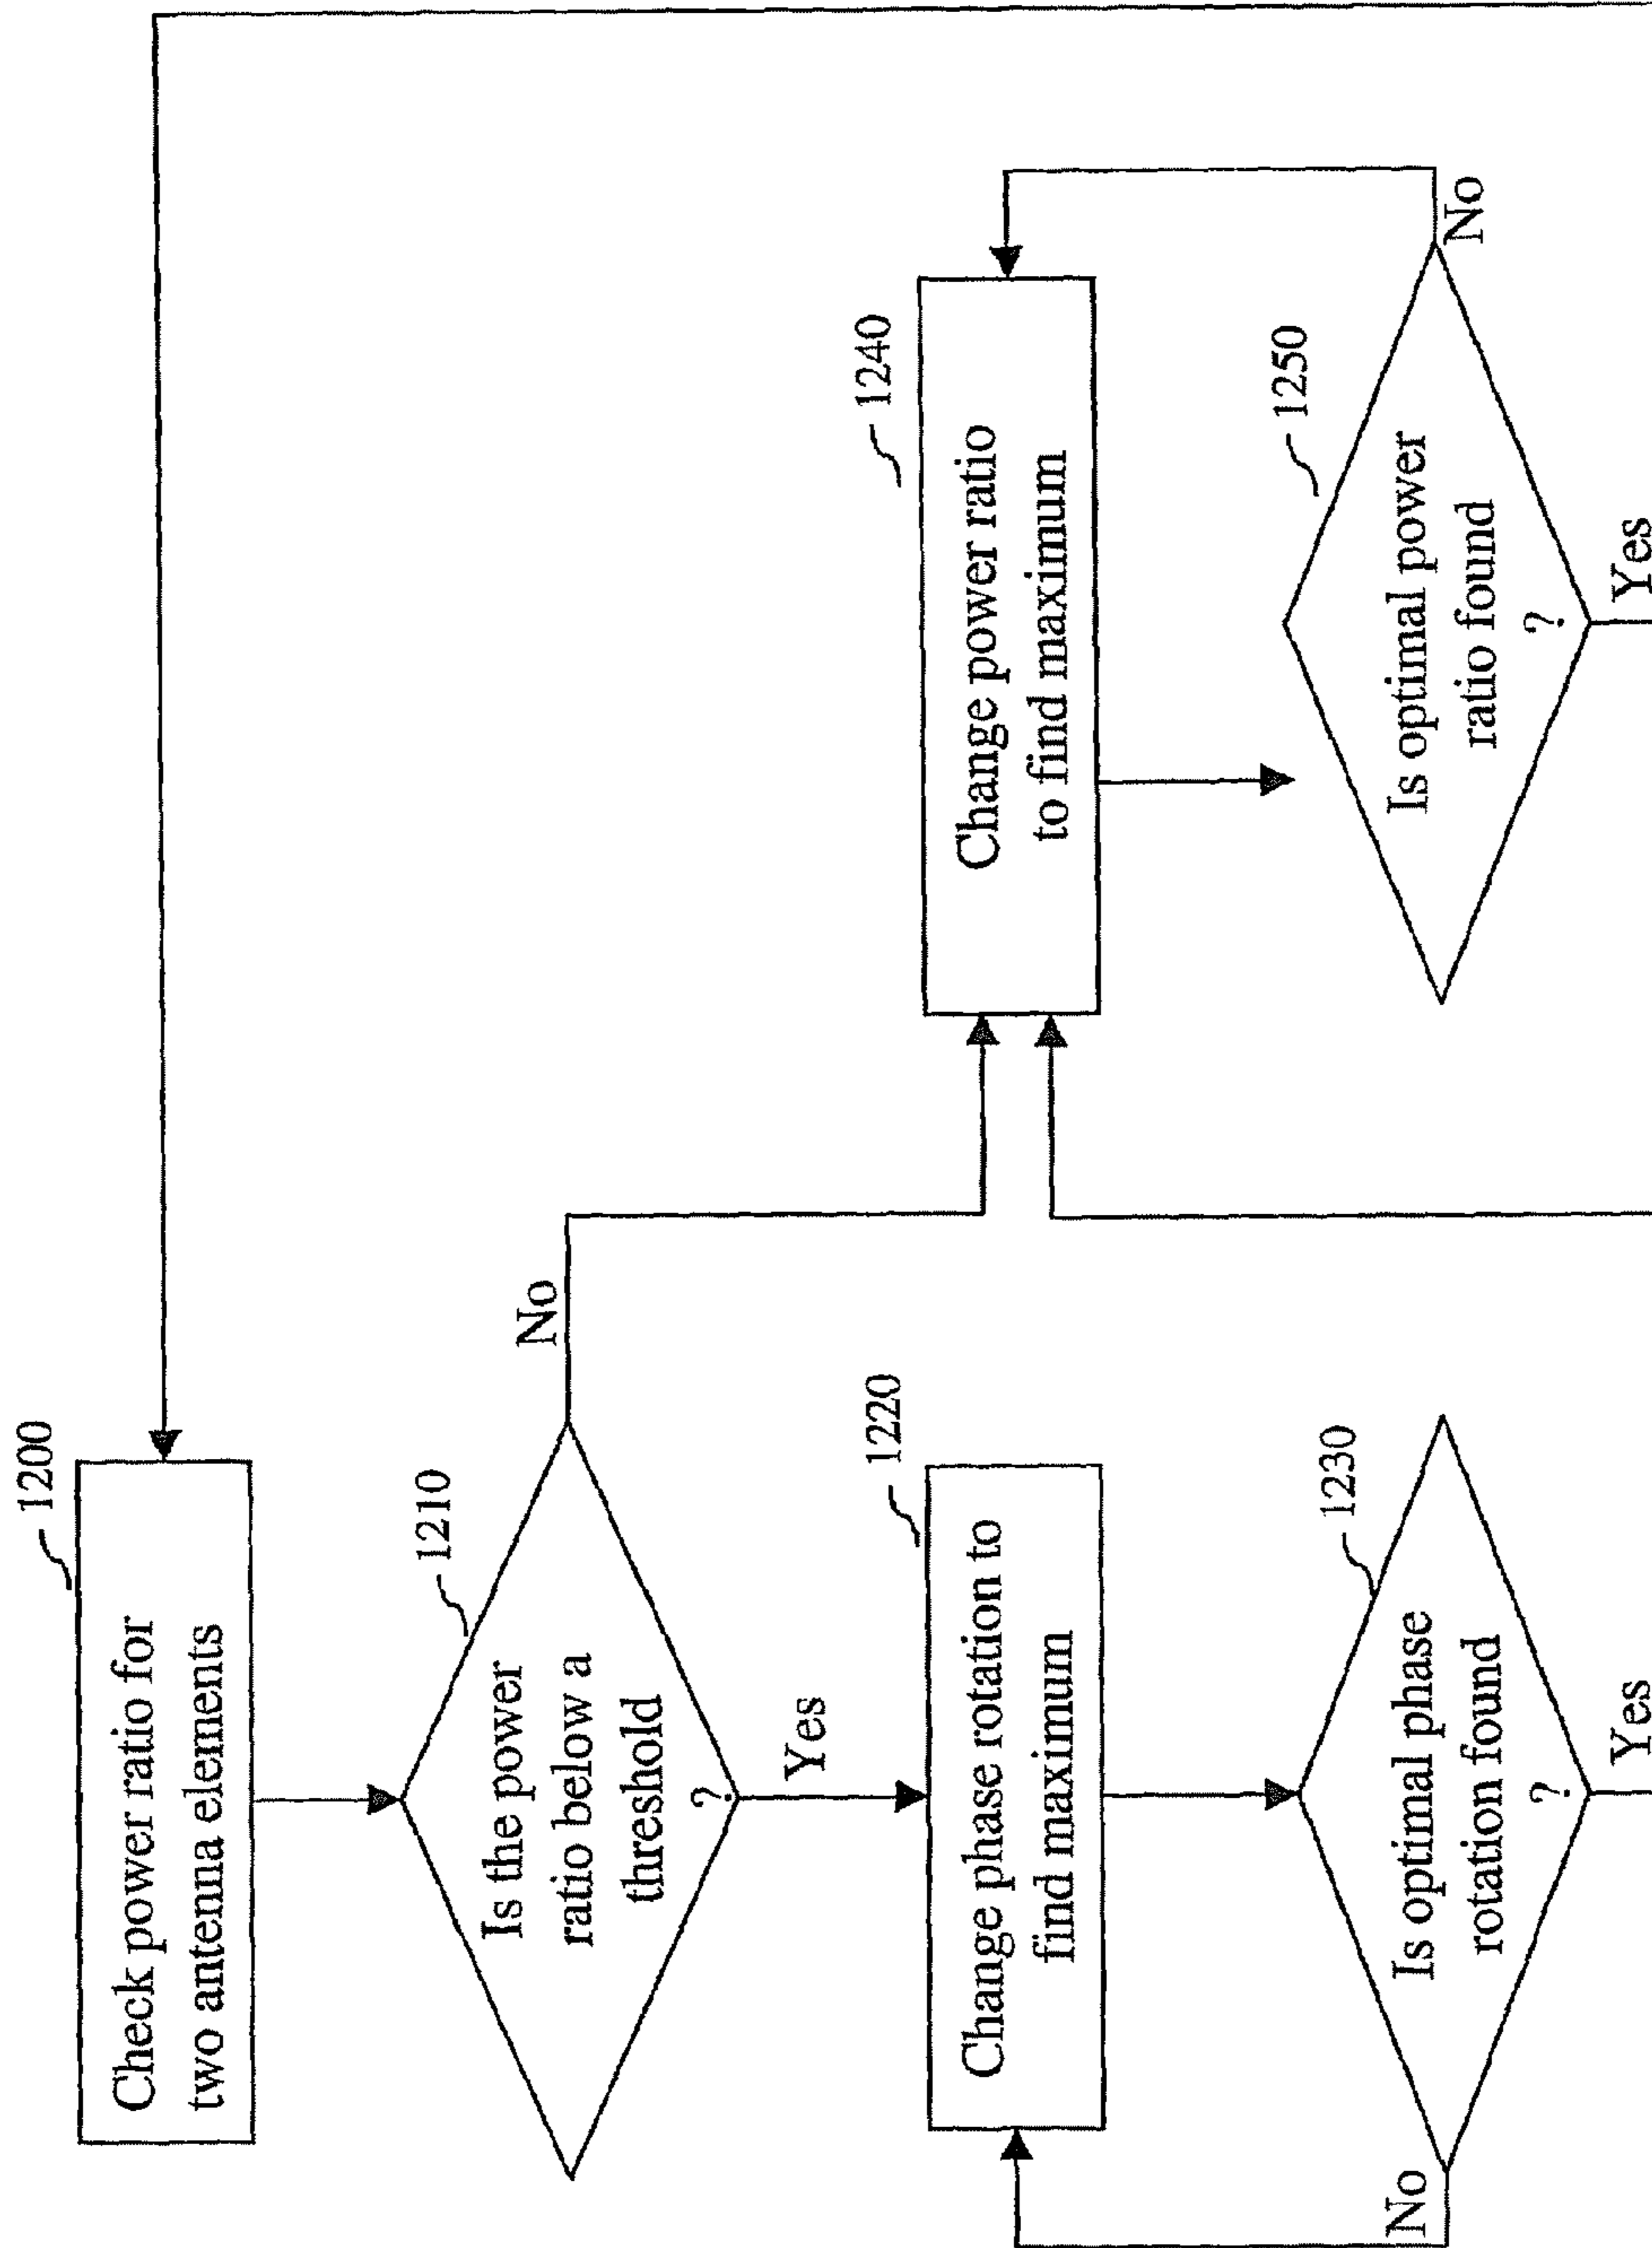 1200
Check power ratio for
two antenna elements
1210
Is the power
ratio below a
threshold
?
No
Yes
1220
Change phase rotation to
find maximum
1230
Is optimal phase
rotation found
?
No
Yes
1240
Change power ratio
to find maximum
1250
Is optimal power
ratio found
?
No
Yes